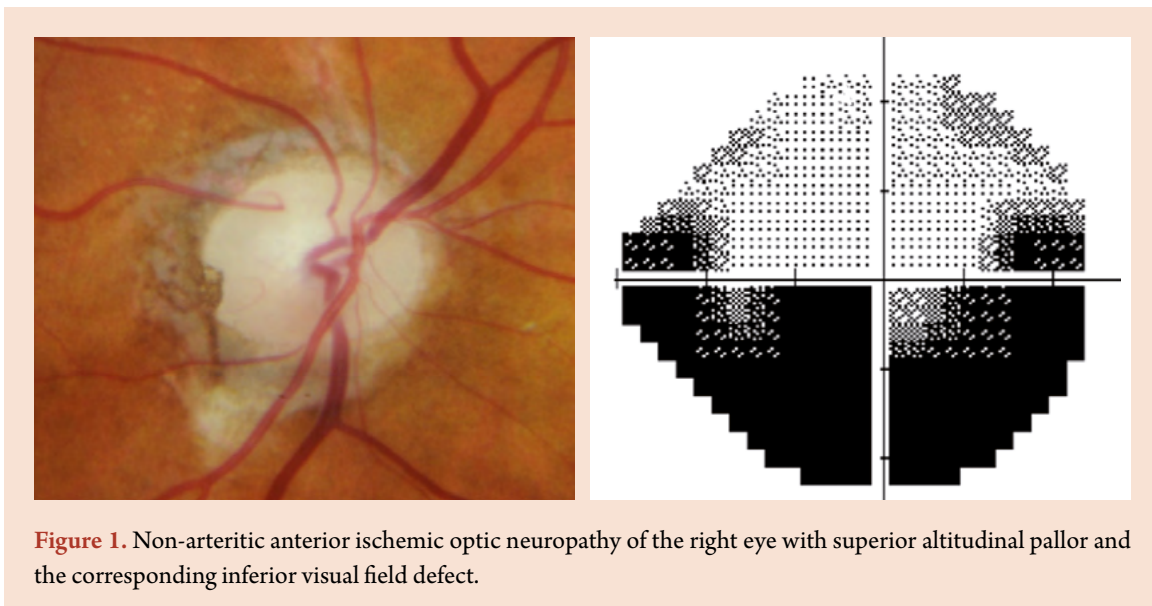 Figure 1. Non-arteritic anterior ischemic optic neuropathy of the right eye with superior altitudinal pallor and
the corresponding inferior visual field defect.